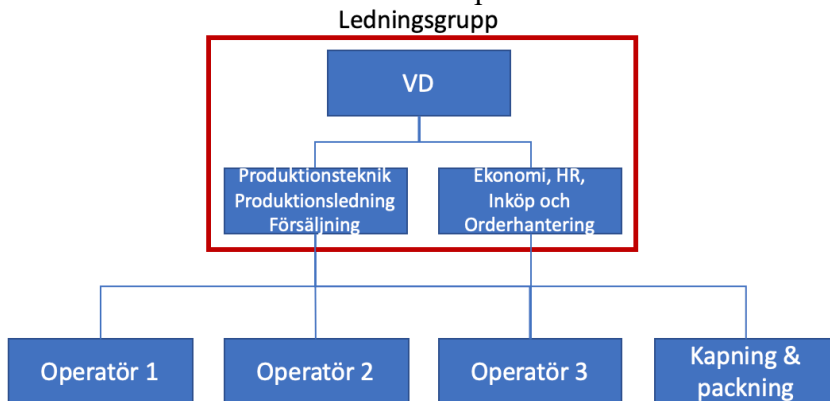 Ledningsgrupp
VD
Produktionsteknik
Produktionsledning
Försäljning
Ekonomi, HR,
Inköp och
Orderhantering
Operatör 1
Operatör 2
Operatör 3
Kapning &
packning